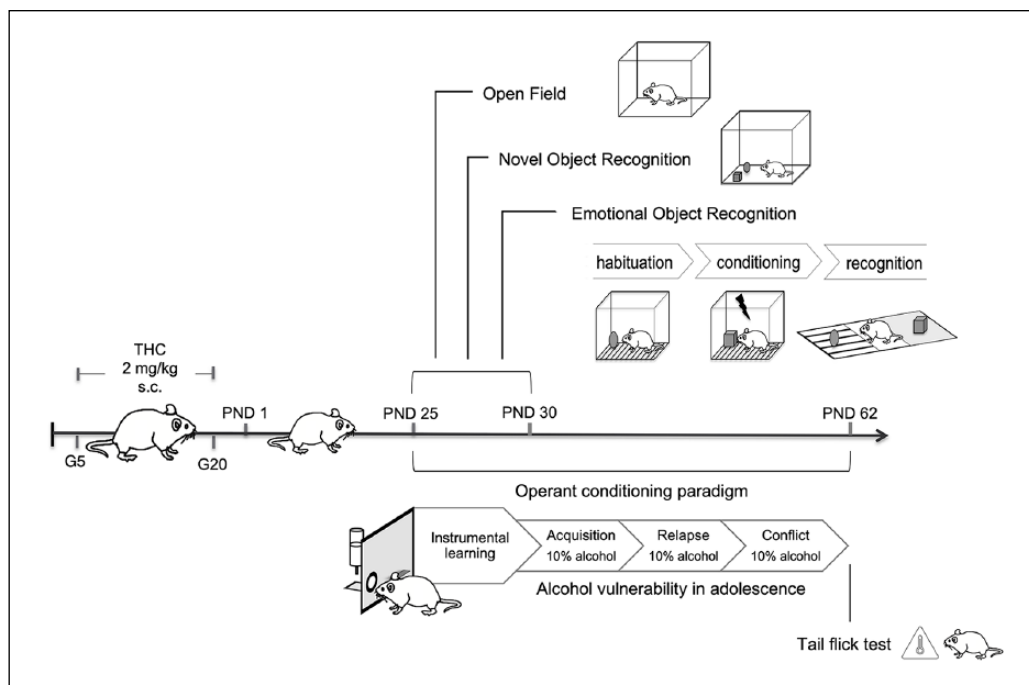 Open Field
Novel Object Recognition
Emotional Object Recognition
habituation
conditioning
recognition
THC
2 mg/kg
s.c.
PND 1
PND 25
PND 30
PND 62
G5
G20
Operant conditioning paradigm
Instrumental
learning
Acquisition
10% alcohol
Relapse
10% alcohol
Conflict
10% alcohol
Alcohol vulnerability in adolescence
Tail flick test